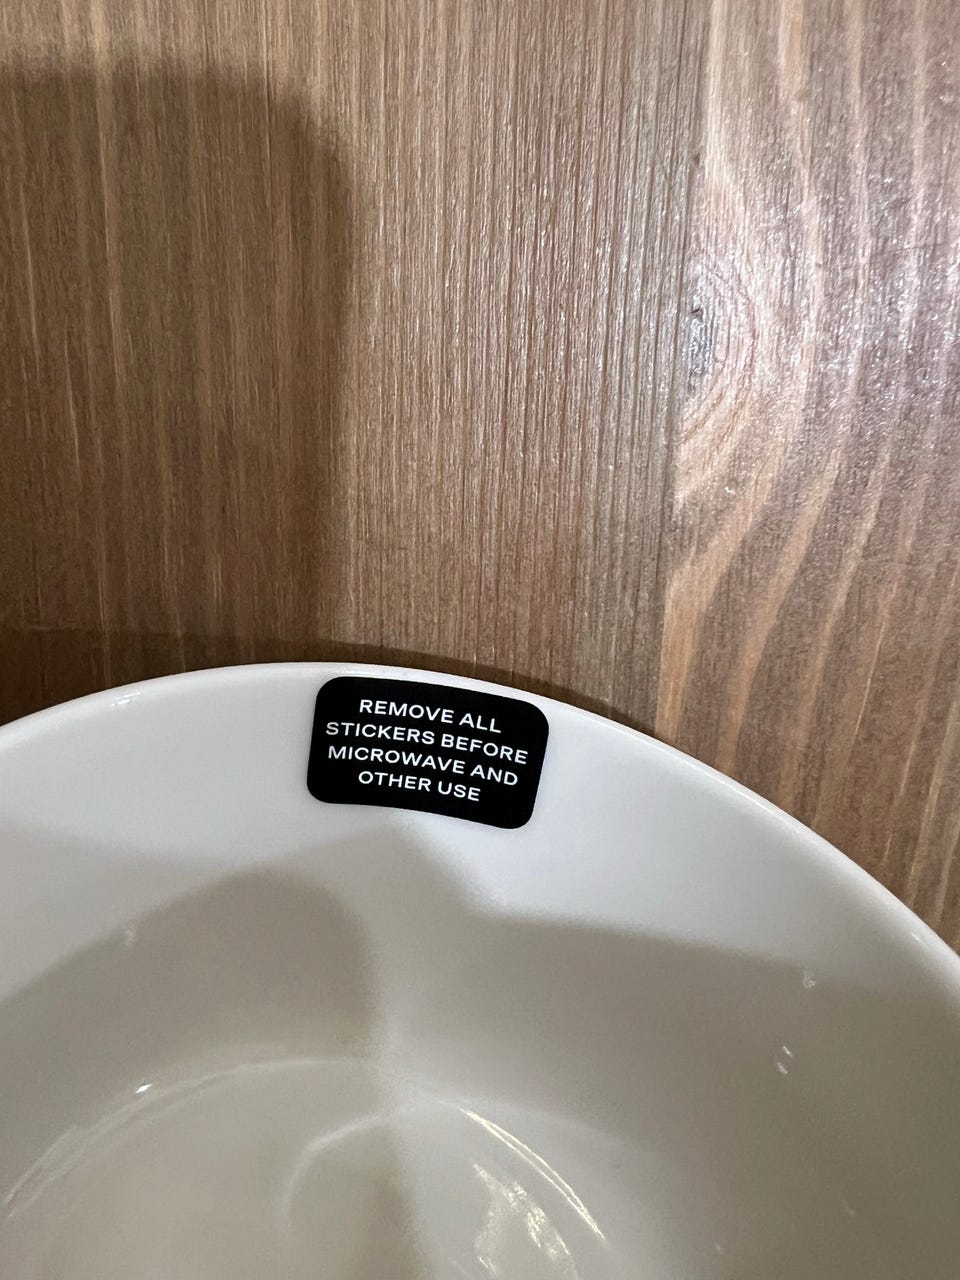 REMOVE ALL
STICKERS BEFORE
MICROWAVE AND
OTHER USE